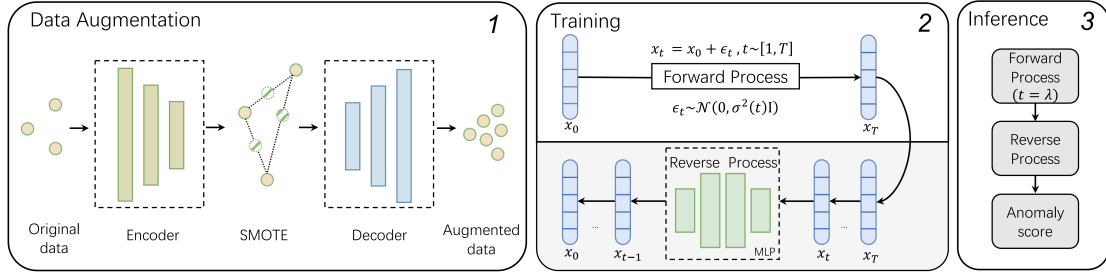 Data Augmentation
1
Original
data
Encoder
SMOTE
Decoder
Augmented
data
Training
2
x_t = x_0 + ϵ_t , t~[1, T]
Forward Process
ϵ_t~𝒩(0, σ²(t)I)
x_0
x_T
Reverse Process
MLP
x_0
...
x_{t−1}
x_t
...
x_T
Inference
3
Forward
Process
(t = λ)
Reverse
Process
Anomaly
score